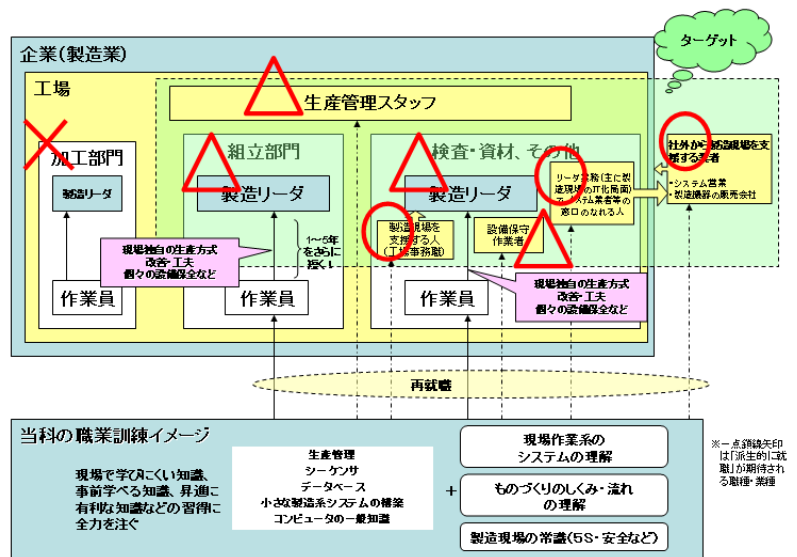 ターゲット
企業(製造業)
工場
生産管理スタッフ
加工部門
組立部門
検査・資材、その他
製造リーダ
製造リーダ
製造リーダ
リーダ業務(主に製
造現場のIT化局面)
システム業者等の
窓口のなれる人
社外から製造現場を支
援する業者
・システム営業
・製造機器の販売会社
製造現場を
支援する人
(工場事務職)
設備保守
作業者
1〜5年
をさらに
短く!
現場独自の生産方式
改善・工夫
個々の設備保全など
現場独自の生産方式
改善・工夫
個々の設備保全など
作業員
作業員
作業員
再就職
当科の職業訓練イメージ
現場で学びにくい知識、
事前学べる知識、昇進に
有利な知識などの習得に
全力を注ぐ
生産管理
シーケンサ
データベース
小さな製造系システムの構築
コンピュータの一般知識
+
現場作業系の
システムの理解
ものづくりのしくみ・流れ
の理解
製造現場の常識(5S・安全など)
※一点鎖線矢印
は「派生的に就
職」が期待され
る職種・業種